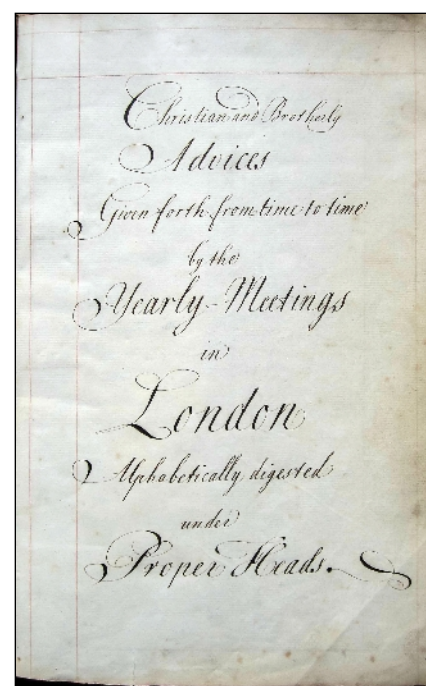 Christian and Brotherly
Advices
Given forth from time to time
by the
Yearly-Meetings
in
London
Alphabetically digested
under
Proper Heads.